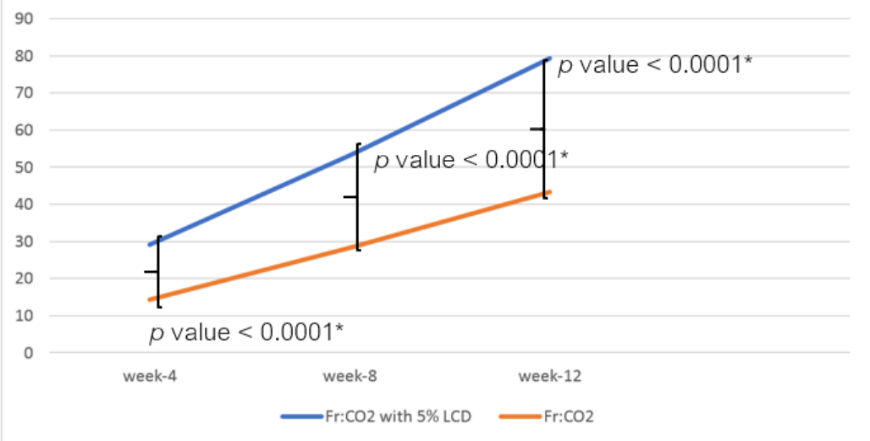 90
80
p value < 0.0001*
70
60
p value < 0.0001*
50
40
30
20
10
p value < 0.0001*
0
week-4 week-8 week-12
Fr:CO2 with 5% LCD Fr:CO2